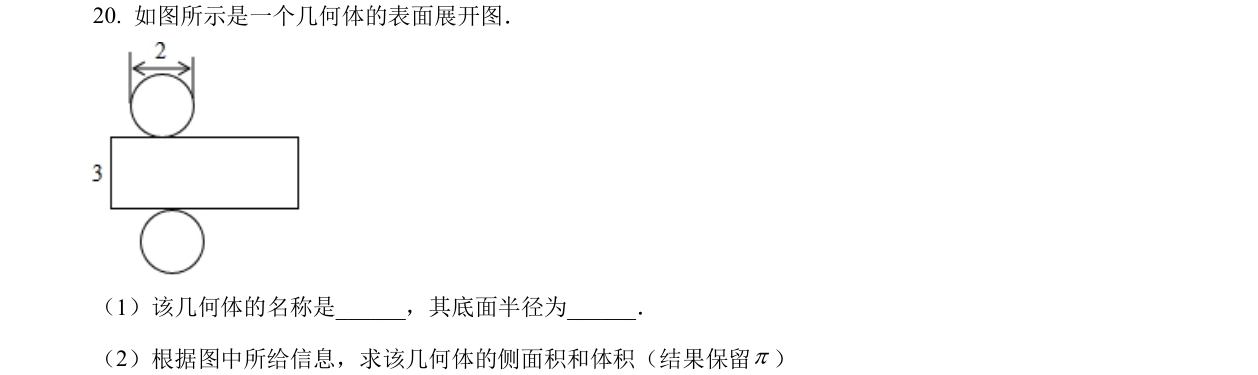 20. 如图所示是一个几何体的表面展开图．
2
3
（1）该几何体的名称是______，其底面半径为______．
（2）根据图中所给信息，求该几何体的侧面积和体积（结果保留π）